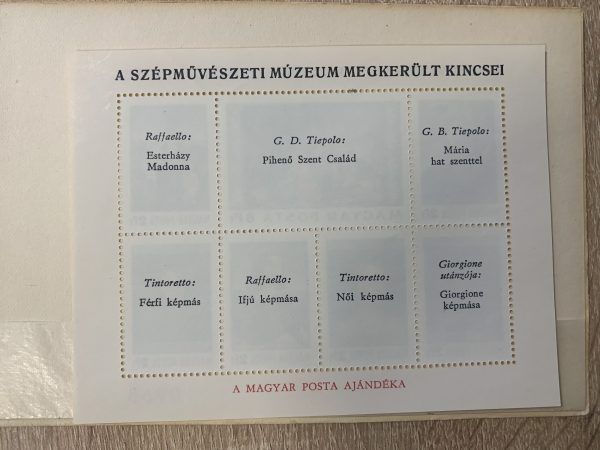 A SZÉPMŰVÉSZETI MÚZEUM MEGKERÜLT KINCSEI
Raffaello:
Esterházy
Madonna
G. D. Tiepolo:
Pihenő Szent Család
G. B. Tiepolo:
Mária
hat szenttel
Tintoretto:
Férfi képmás
Raffaello:
Ifjú képmása
Tintoretto:
Női képmás
Giorgione
utánzója:
Giorgione
képmása
A MAGYAR POSTA AJÁNDÉKA